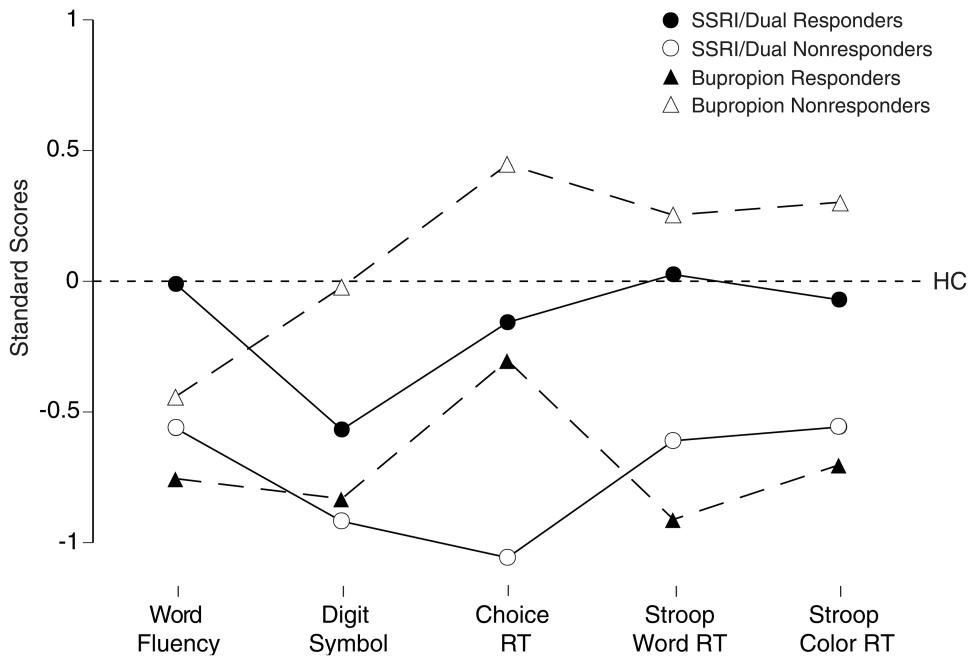 1
SSRI/Dual Responders
SSRI/Dual Nonresponders
Bupropion Responders
Bupropion Nonresponders
0.5
Standard Scores
0
HC
-0.5
-1
Word
Fluency
Digit
Symbol
Choice
RT
Stroop
Word RT
Stroop
Color RT